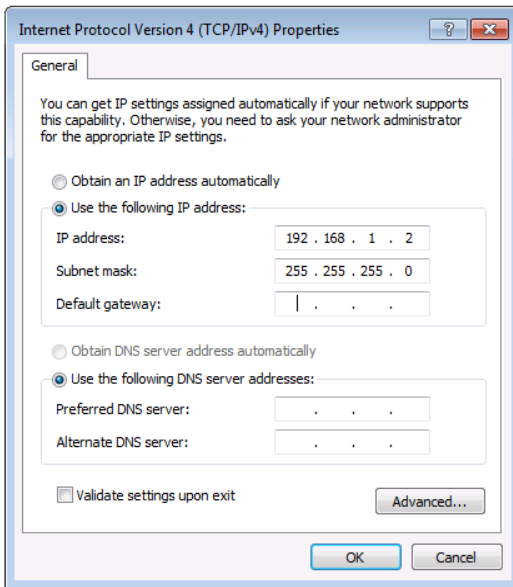 Internet Protocol Version 4 (TCP/IPv4) Properties
General
You can get IP settings assigned automatically if your network supports
this capability. Otherwise, you need to ask your network administrator
for the appropriate IP settings.
Obtain an IP address automatically
Use the following IP address:
IP address: 192 . 168 . 1 . 2
Subnet mask: 255 . 255 . 255 . 0
Default gateway: . . .
Obtain DNS server address automatically
Use the following DNS server addresses:
Preferred DNS server: . . .
Alternate DNS server: . . .
Validate settings upon exit
Advanced...
OK Cancel